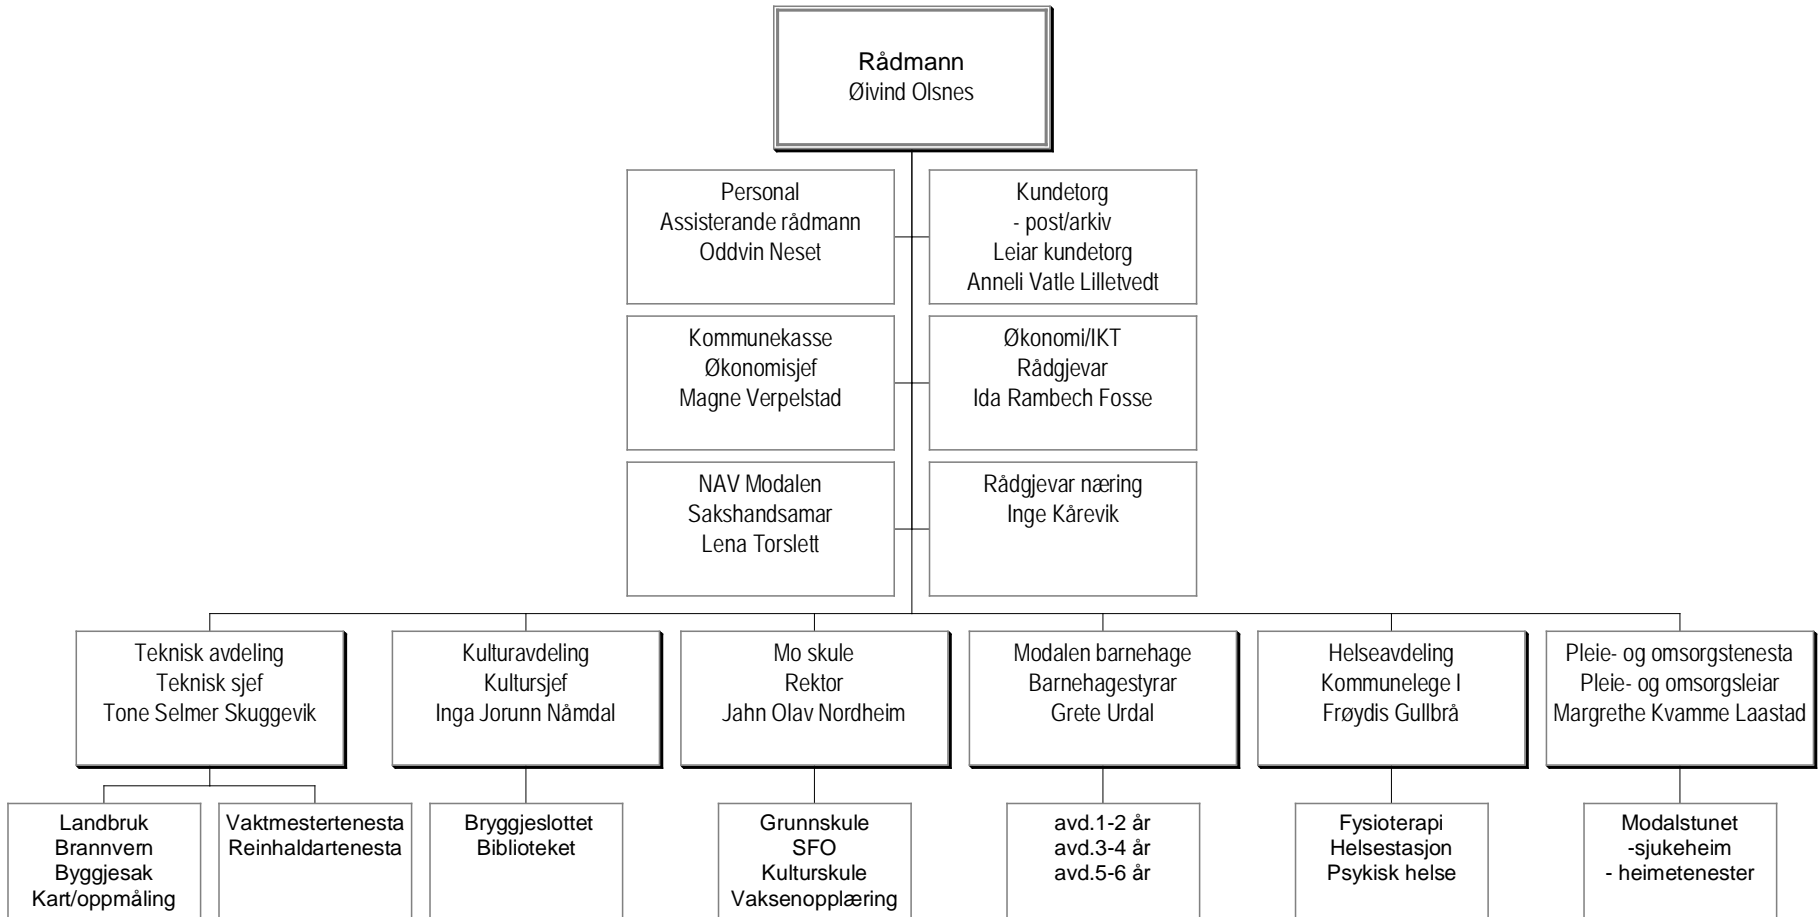 Rådmann
Øivind Olsnes
Personal
Assisterande rådmann
Oddvin Neset
Kundetorg
- post/arkiv
Leiar kundetorg
Anneli Vatle Lilletvedt
Kommunekasse
Økonomisjef
Magne Verpelstad
Økonomi/IKT
Rådgjevar
Ida Rambech Fosse
NAV Modalen
Sakshandsamar
Lena Torslett
Rådgjevar næring
Inge Kårevik
Teknisk avdeling
Teknisk sjef
Tone Selmer Skuggevik
Kulturavdeling
Kultursjef
Inga Jorunn Nåmdal
Mo skule
Rektor
Jahn Olav Nordheim
Modalen barnehage
Barnehagestyrar
Grete Urdal
Helseavdeling
Kommunelege I
Frøydis Gullbrå
Pleie- og omsorgstenesta
Pleie- og omsorgsleiar
Margrethe Kvamme Laastad
Landbruk
Brannvern
Byggjesak
Kart/oppmåling
Vaktmestertenesta
Reinhaldartenesta
Bryggjeslottet
Biblioteket
Grunnskule
SFO
Kulturskule
Vaksenopplæring
avd.1-2 år
avd.3-4 år
avd.5-6 år
Fysioterapi
Helsestasjon
Psykisk helse
Modalstunet
-sjukeheim
- heimetenester